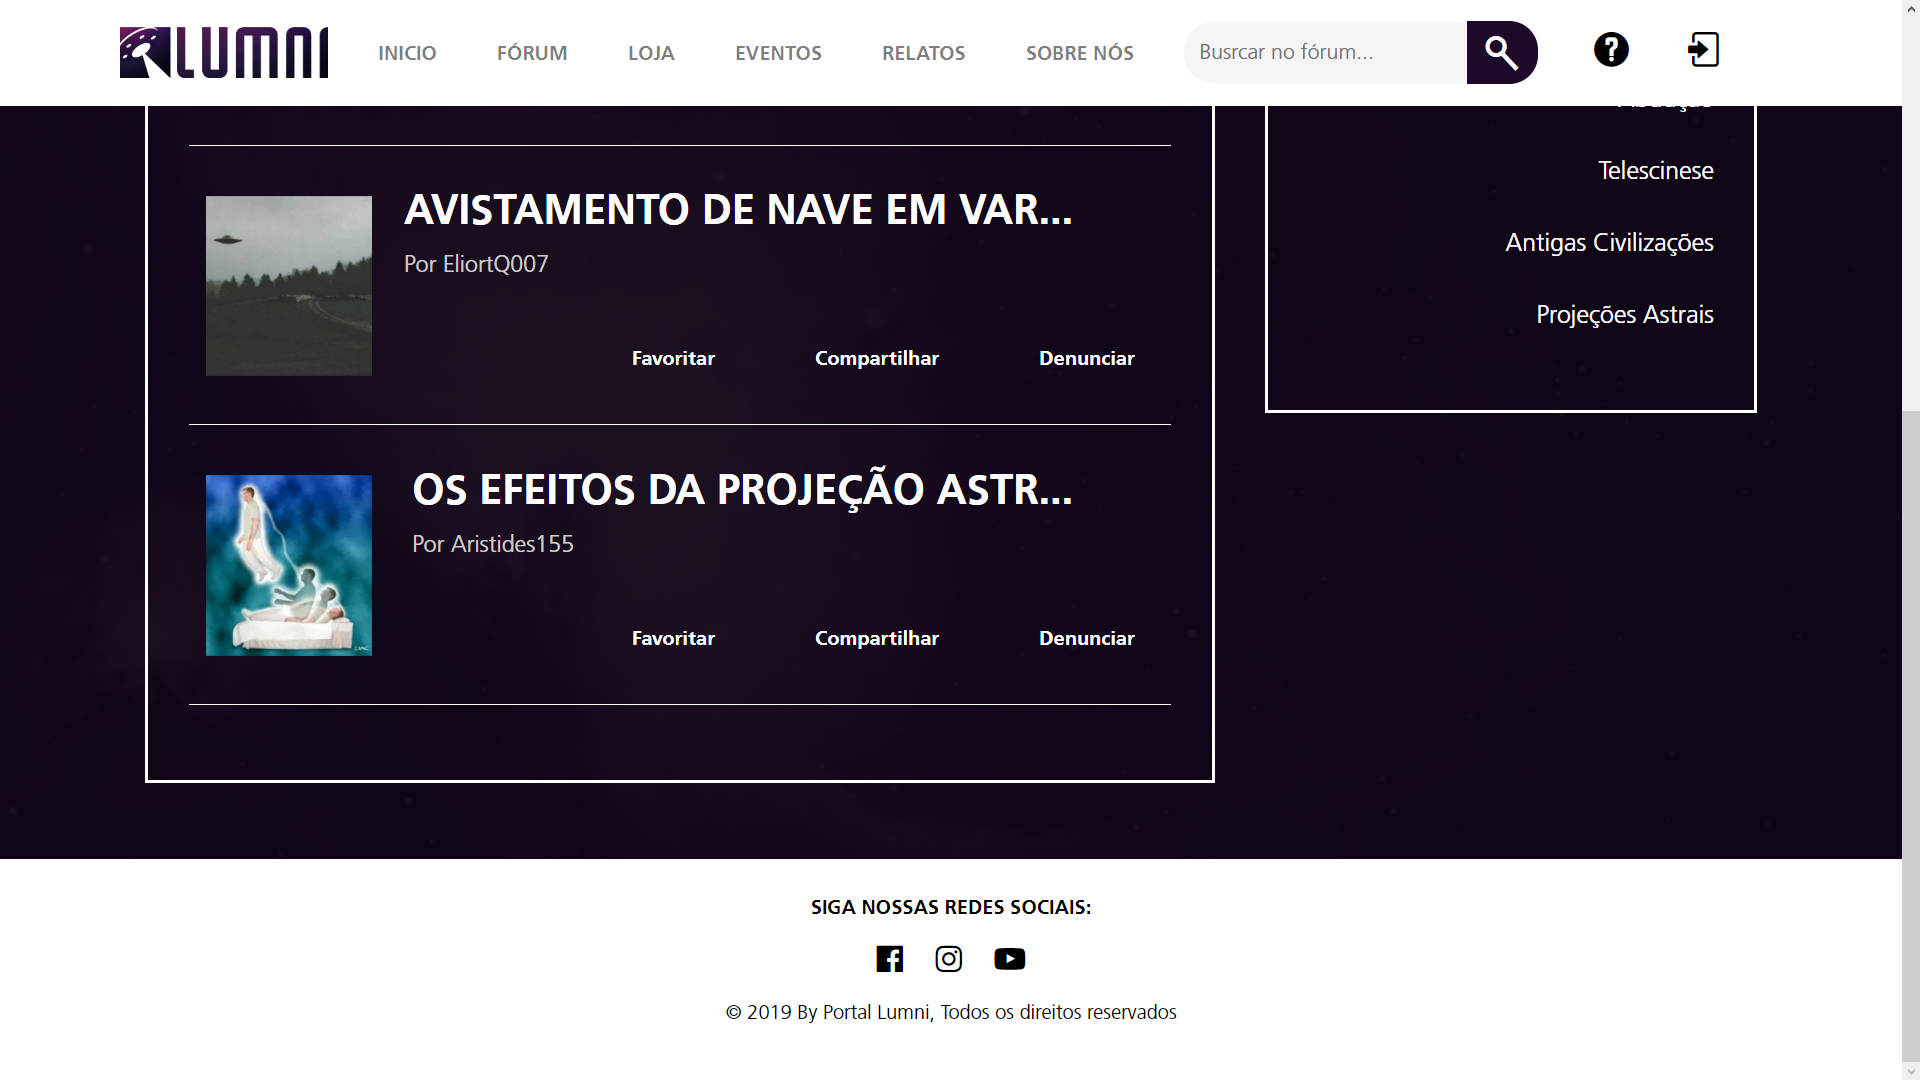 LUMNI
INICIO
FÓRUM
LOJA
EVENTOS
RELATOS
SOBRE NÓS
Busrcar no fórum...
AVISTAMENTO DE NAVE EM VAR...
Por EliortQ007
Favoritar
Compartilhar
Denunciar
OS EFEITOS DA PROJEÇÃO ASTR...
Por Aristides155
Favoritar
Compartilhar
Denunciar
Telescinese
Antigas Civilizações
Projeções Astrais
SIGA NOSSAS REDES SOCIAIS:
© 2019 By Portal Lumni, Todos os direitos reservados